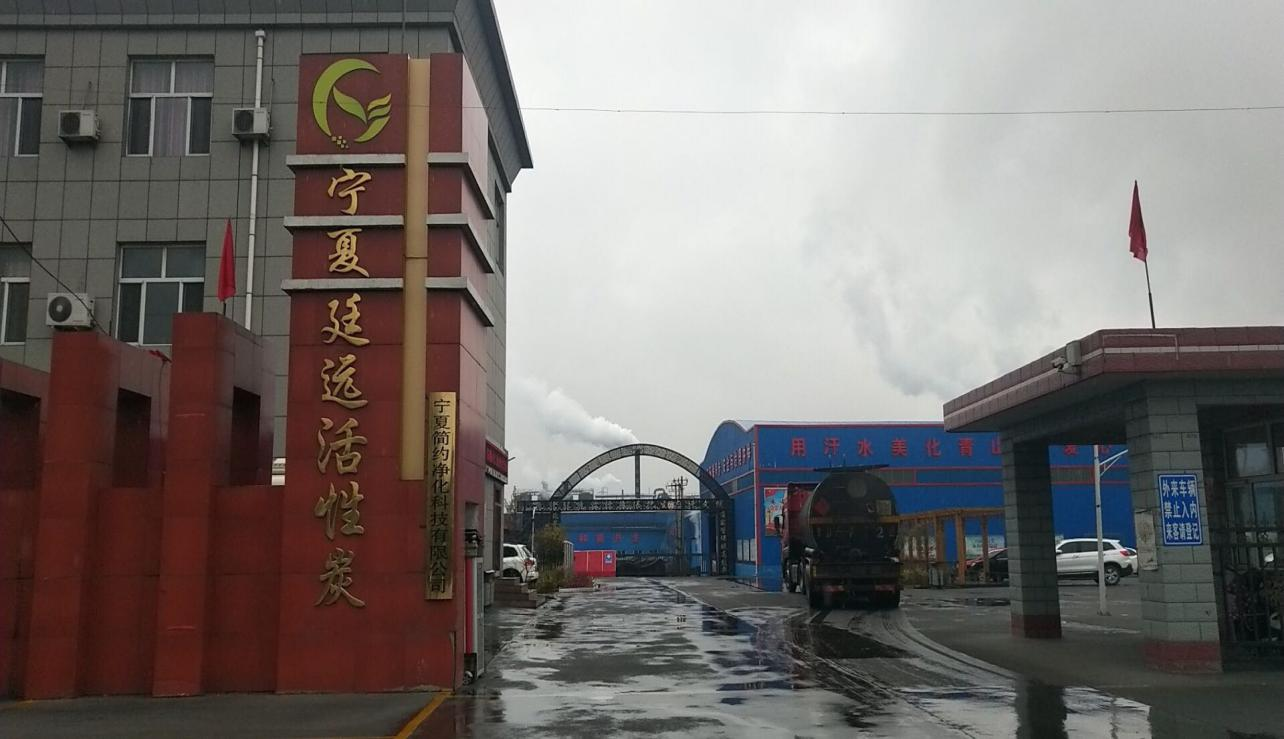 宁夏廷远活性炭
宁夏简约净化科技有限公司
用汗水美化青山
外来车辆
禁止入内
来客请登记